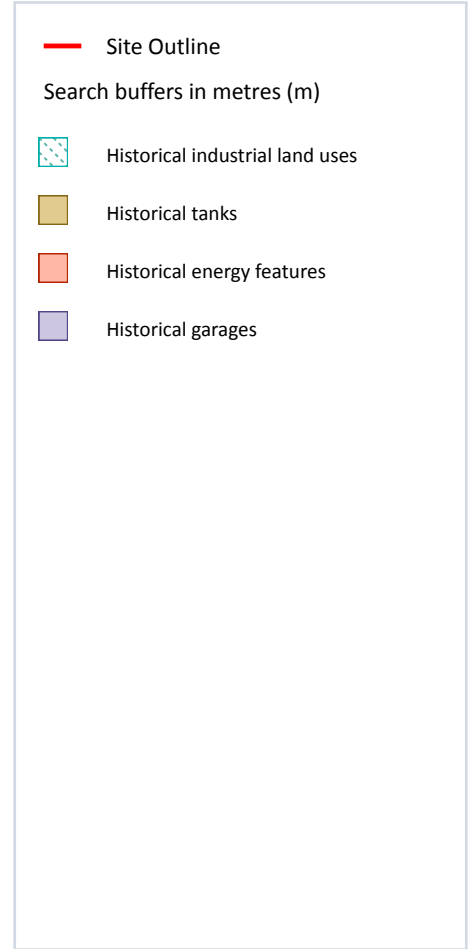 Site Outline
Search buffers in metres (m)
Historical industrial land uses
Historical tanks
Historical energy features
Historical garages